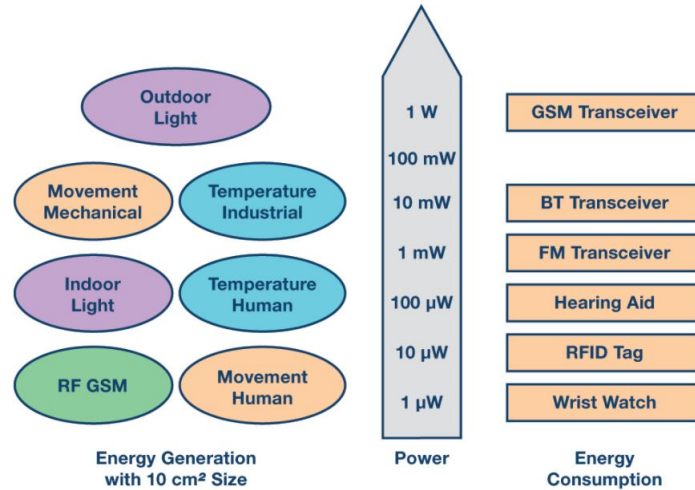 Outdoor
Light
1 W
GSM Transceiver
100 mW
Movement
Mechanical
Temperature
Industrial
10 mW
BT Transceiver
1 mW
FM Transceiver
Indoor
Light
Temperature
Human
100 µW
Hearing Aid
10 µW
RFID Tag
RF GSM
Movement
Human
1 µW
Wrist Watch
Energy Generation
with 10 cm² Size
Power
Energy
Consumption